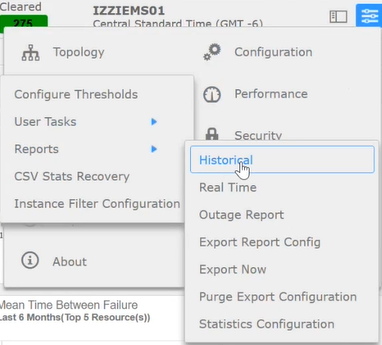 Cleared
IZZIEMS01
275
Central Standard Time (GMT -6)
Topology
Configuration
Performance
Configure Thresholds
User Tasks
Security
Reports
Historical
CSV Stats Recovery
Real Time
Instance Filter Configuration
Outage Report
Export Report Config
About
Export Now
Purge Export Configuration
Mean Time Between Failure
Last 6 Months(Top 5 Resource(s))
Statistics Configuration